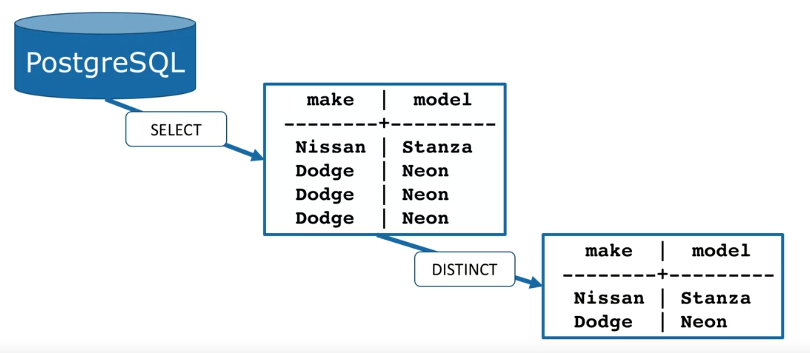 PostgreSQL
SELECT
make | model
--------+---------
Nissan | Stanza
Dodge | Neon
Dodge | Neon
Dodge | Neon
DISTINCT
make | model
--------+---------
Nissan | Stanza
Dodge | Neon